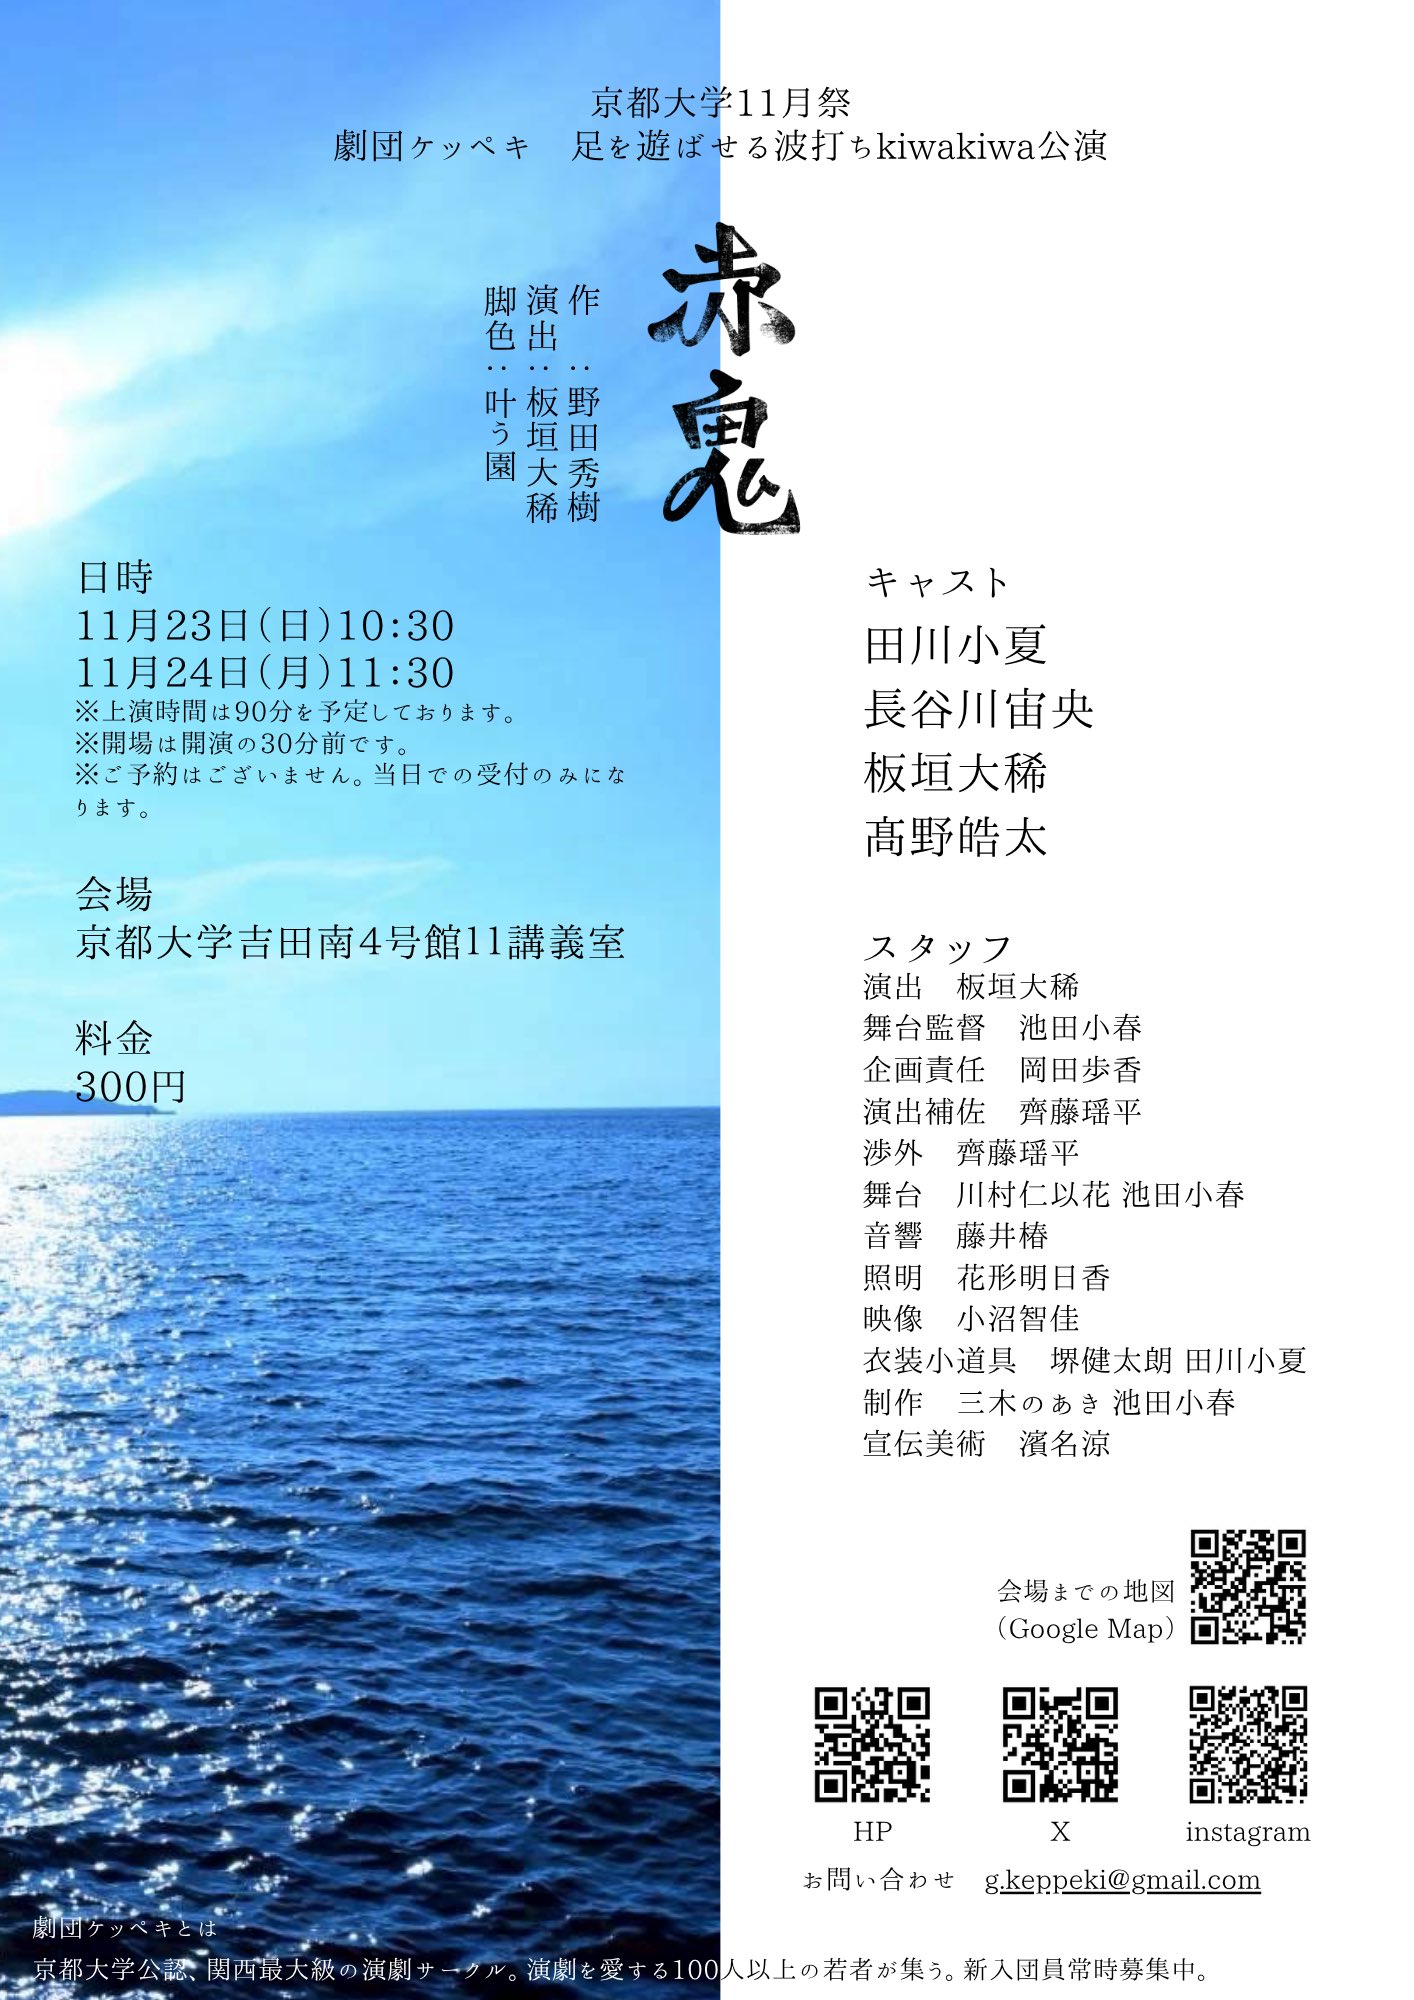 京都大学11月祭
劇団ケッペキ　足を遊ばせる波打ちkiwakiwa公演
赤鬼
作　：野田秀樹
演出：板垣大稀
脚色：叶う園
日時
11月23日（日）10：30
11月24日（月）11：30
※上演時間は90分を予定しております。
※開場は開演の30分前です。
※ご予約はございません。当日での受付のみにな
ります。
会場
京都大学吉田南4号館11講義室
料金
300円
キャスト
田川小夏
長谷川宙央
板垣大稀
髙野皓太
スタッフ
演出　板垣大稀
舞台監督　池田小春
企画責任　岡田歩香
演出補佐　齊藤瑶平
渉外　齊藤瑶平
舞台　川村仁以花 池田小春
音響　藤井椿
照明　花形明日香
映像　小沼智佳
衣装小道具　堺健太朗 田川小夏
制作　三木のあき 池田小春
宣伝美術　濱名涼
会場までの地図
（Google Map）
HP
X
instagram
お問い合わせ　g.keppeki@gmail.com
劇団ケッペキとは
京都大学公認、関西最大級の演劇サークル。演劇を愛する100人以上の若者が集う。新入団員常時募集中。